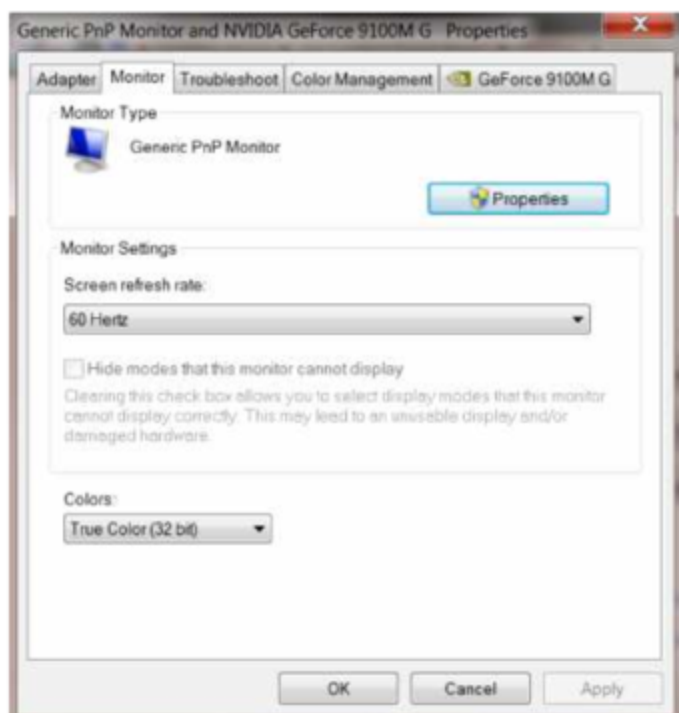 Generic PnP Monitor and NVIDIA GeForce 9100M G Properties
Adapter Monitor Troubleshoot Color Management GeForce 9100M G
Monitor Type
Generic PnP Monitor
Properties
Monitor Settings
Screen refresh rate:
60 Hertz
Hide modes that this monitor cannot display
Clearing this check box allows you to select display modes that this monitor
cannot display correctly. This may lead to an unusable display and/or
damaged hardware.
Colors:
True Color (32 bit)
OK Cancel Apply